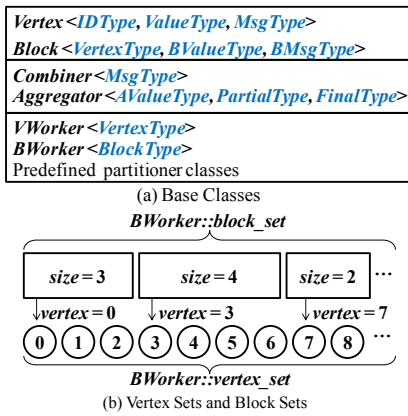 Vertex <IDType, ValueType, MsgType>
Block <VertexType, BValueType, BMsgType>
Combiner <MsgType>
Aggregator <AValueType, PartialType, FinalType>
VWorker <VertexType>
BWorker <BlockType>
Predefined partitioner classes
(a) Base Classes
BWorker::block_set
size = 3 size = 4 size = 2 ...
vertex = 0 vertex = 3 vertex = 7
0 1 2 3 4 5 6 7 8 ...
BWorker::vertex_set
(b) Vertex Sets and Block Sets